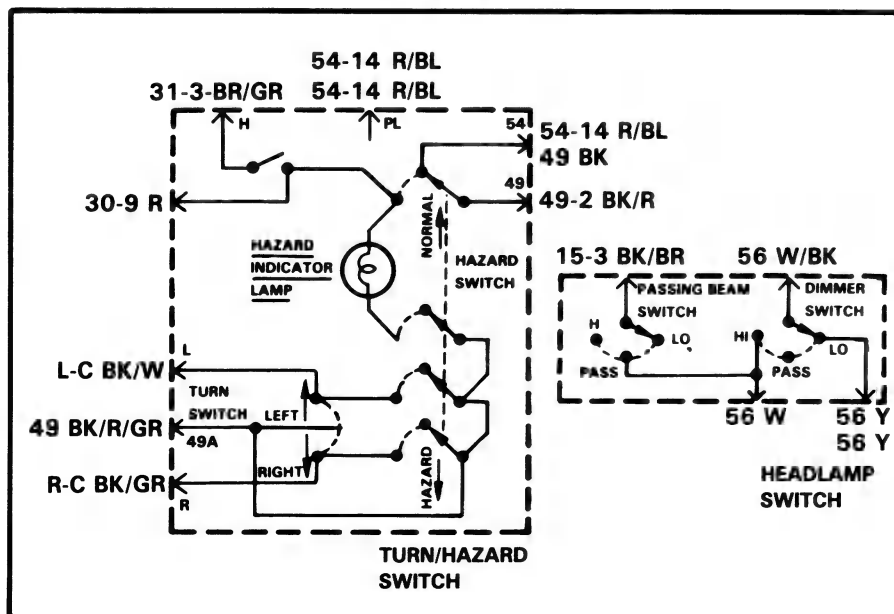 54-14 R/BL
31-3-BR/GR 54-14 R/BL
H PL 54 54-14 R/BL
49 BK
30-9 R 49 49-2 BK/R
NORMAL
HAZARD
INDICATOR
LAMP
HAZARD
SWITCH
15-3 BK/BR 56 W/BK
PASSING BEAM
SWITCH
DIMMER
SWITCH
H LO HI LO
PASS PASS
56 W 56 Y
56 Y
HEADLAMP
SWITCH
L-C BK/W L
TURN
SWITCH
LEFT
49 BK/R/GR 49A
RIGHT
R-C BK/GR R
HAZARD
TURN/HAZARD
SWITCH